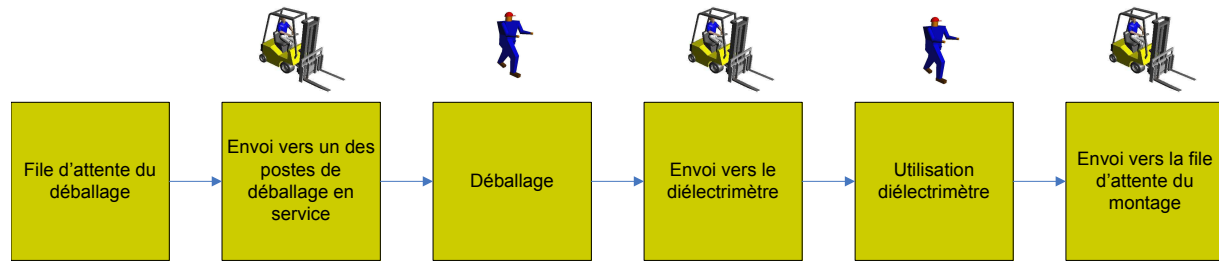 File d'attente du
déballage
Envoi vers un des
postes de
déballage en
service
Déballage
Envoi vers le
diélectrimètre
Utilisation
diélectrimètre
Envoi vers la file
d'attente du
montage